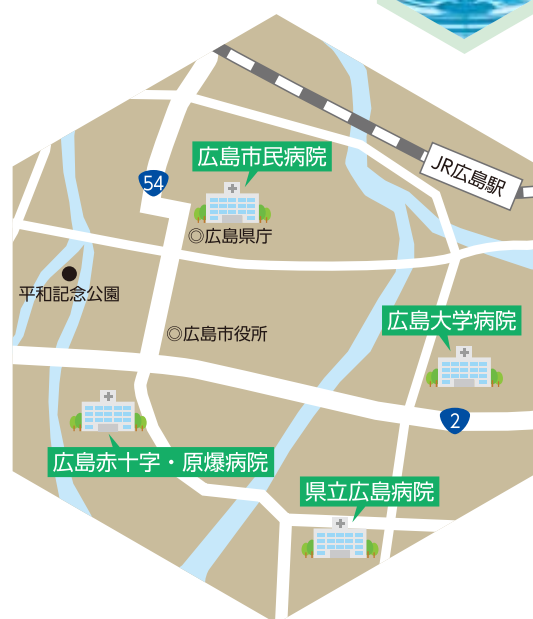 広島市民病院
JR広島駅
54
◎広島県庁
平和記念公園
広島大学病院
◎広島市役所
2
広島赤十字・原爆病院
県立広島病院